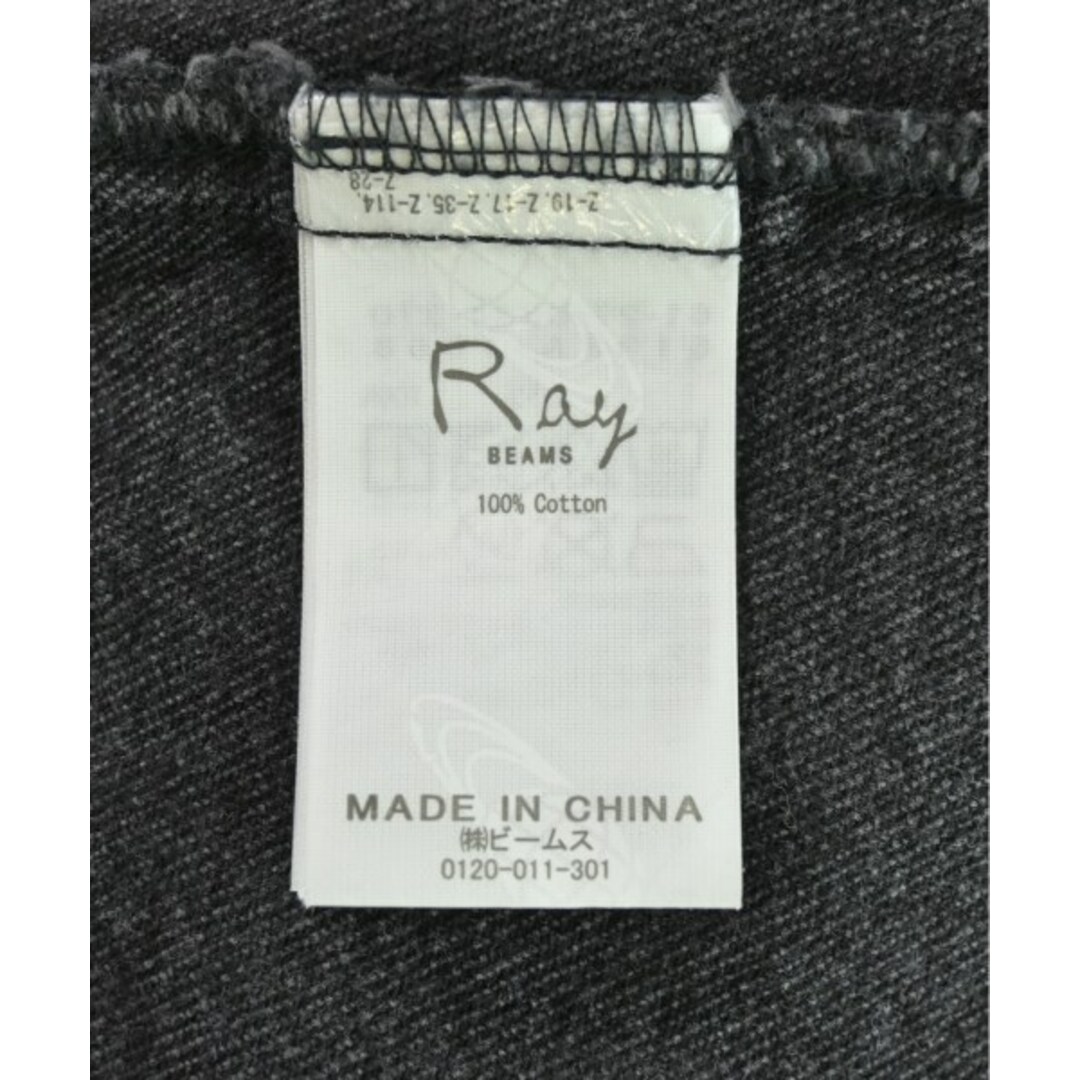 Z-19. Z-17. Z-35. Z-114.
Z-28
Ray
BEAMS
100% Cotton
MADE IN CHINA
㈱ビームス
0120-011-301